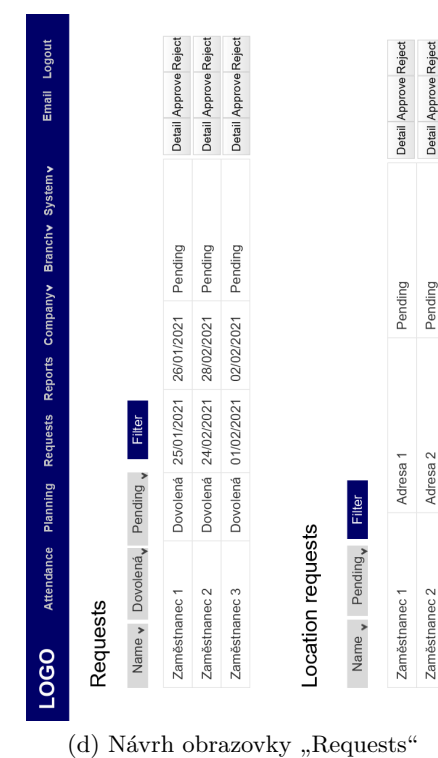 LOGO Attendance Planning Requests Reports Company Branch System Email Logout
Requests
Name Dovolená Pending Filter
Zaměstnanec 1 Dovolená 25/01/2021 26/01/2021 Pending Detail Approve Reject
Zaměstnanec 2 Dovolená 24/02/2021 28/02/2021 Pending Detail Approve Reject
Zaměstnanec 3 Dovolená 01/02/2021 02/02/2021 Pending Detail Approve Reject
Location requests
Name Pending Filter
Zaměstnanec 1 Adresa 1 Pending Detail Approve Reject
Zaměstnanec 2 Adresa 2 Pending Detail Approve Reject
(d) Návrh obrazovky „Requests“